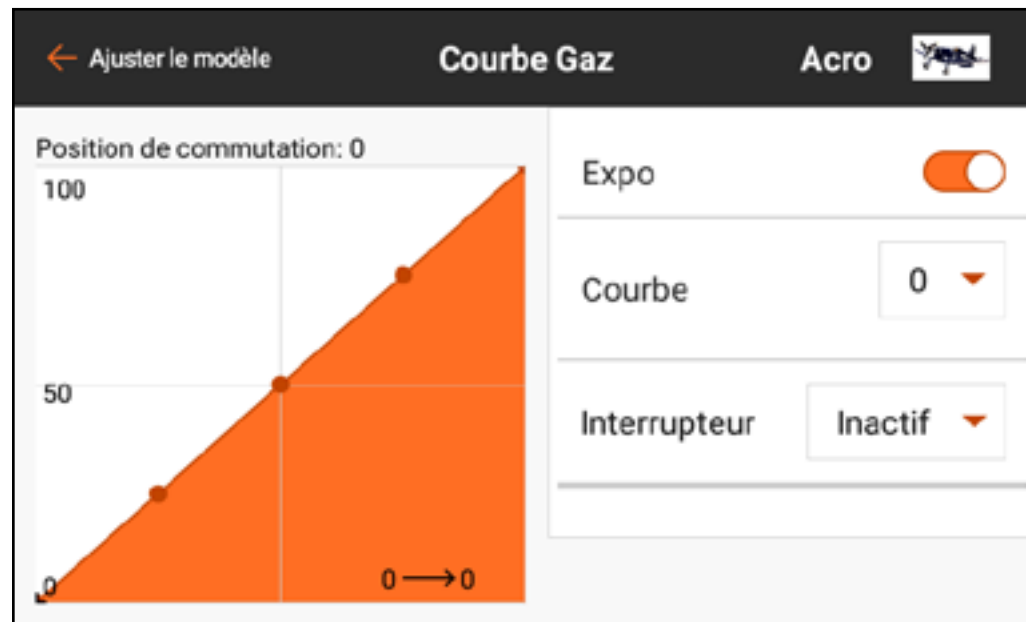 ← Ajuster le modèle
Courbe Gaz
Acro
Position de commutation: 0
100
50
0
0 → 0
Expo
Courbe
0
Interrupteur
Inactif